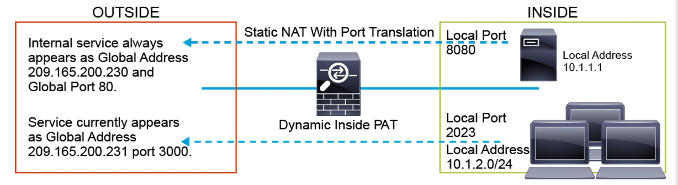 OUTSIDE
INSIDE
Static NAT With Port Translation
Internal service always
appears as Global Address
209.165.200.230 and
Global Port 80.
Local Port
8080
Local Address
10.1.1.1
Service currently appears
as Global Address
209.165.200.231 port 3000.
Dynamic Inside PAT
Local Port
2023
Local Address
10.1.2.0/24